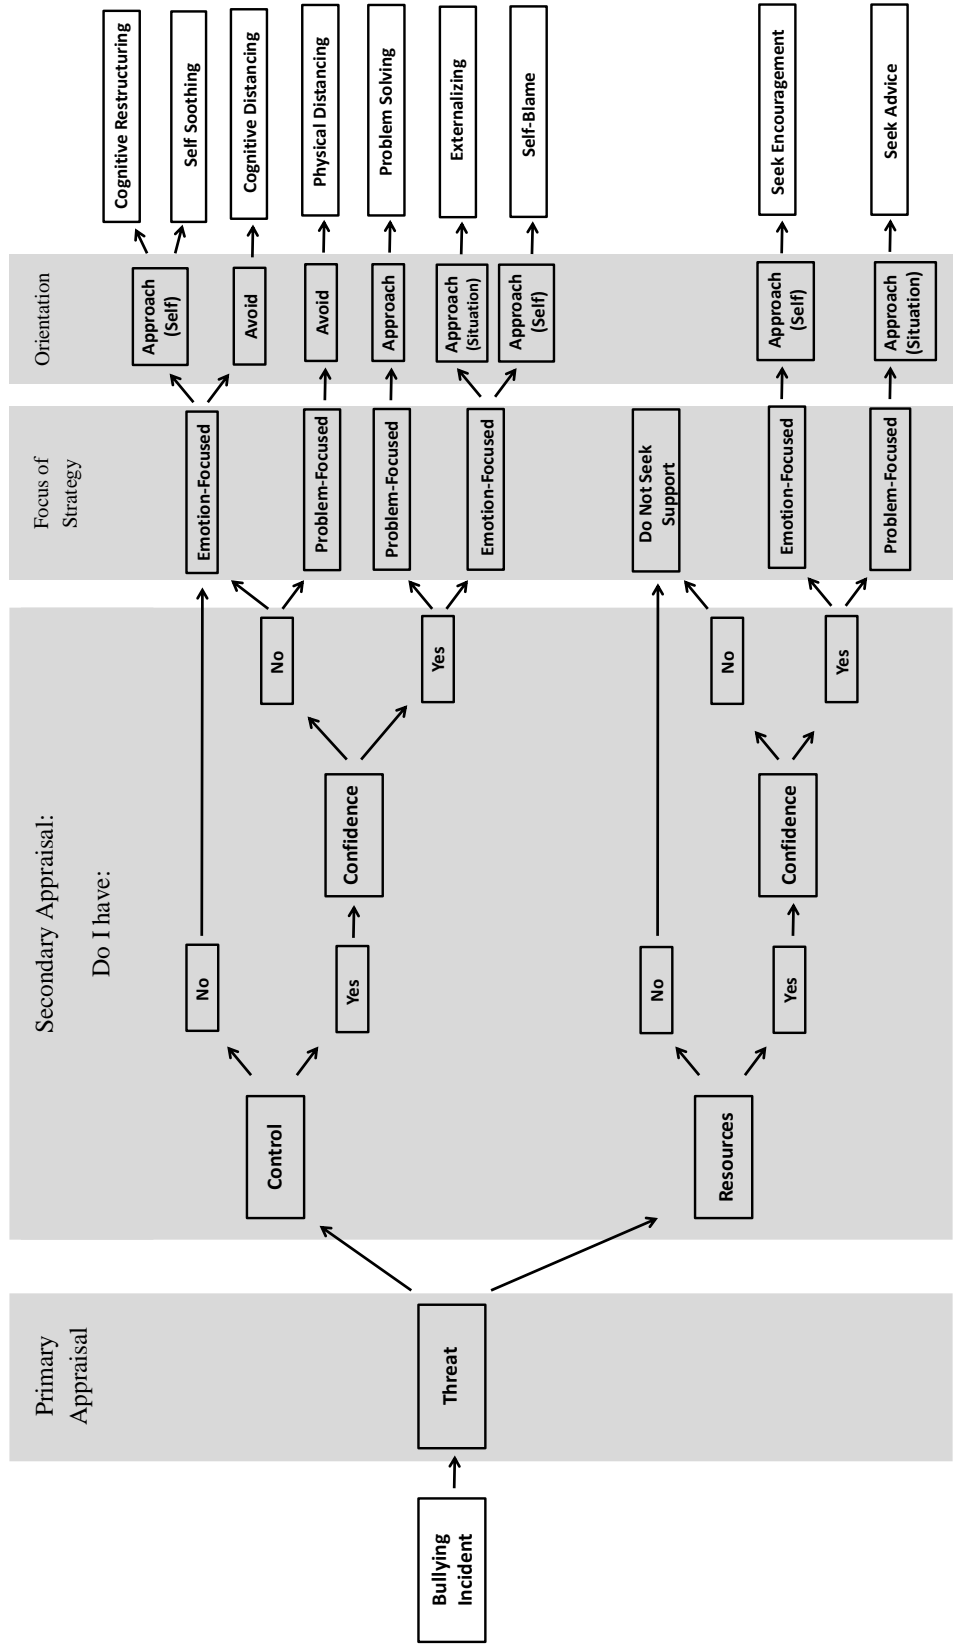 Primary
Appraisal
Secondary Appraisal:
Do I have:
Focus of
Strategy
Orientation
Bullying
Incident
Threat
Control
No
Yes
Confidence
No
Yes
Emotion-Focused
Problem-Focused
Problem-Focused
Emotion-Focused
Approach
(Self)
Avoid
Avoid
Approach
Approach
(Situation)
Approach
(Self)
Cognitive Restructuring
Self Soothing
Cognitive Distancing
Physical Distancing
Problem Solving
Externalizing
Self-Blame
Resources
No
Yes
Confidence
No
Yes
Do Not Seek
Support
Emotion-Focused
Problem-Focused
Approach
(Self)
Approach
(Situation)
Seek Encouragement
Seek Advice